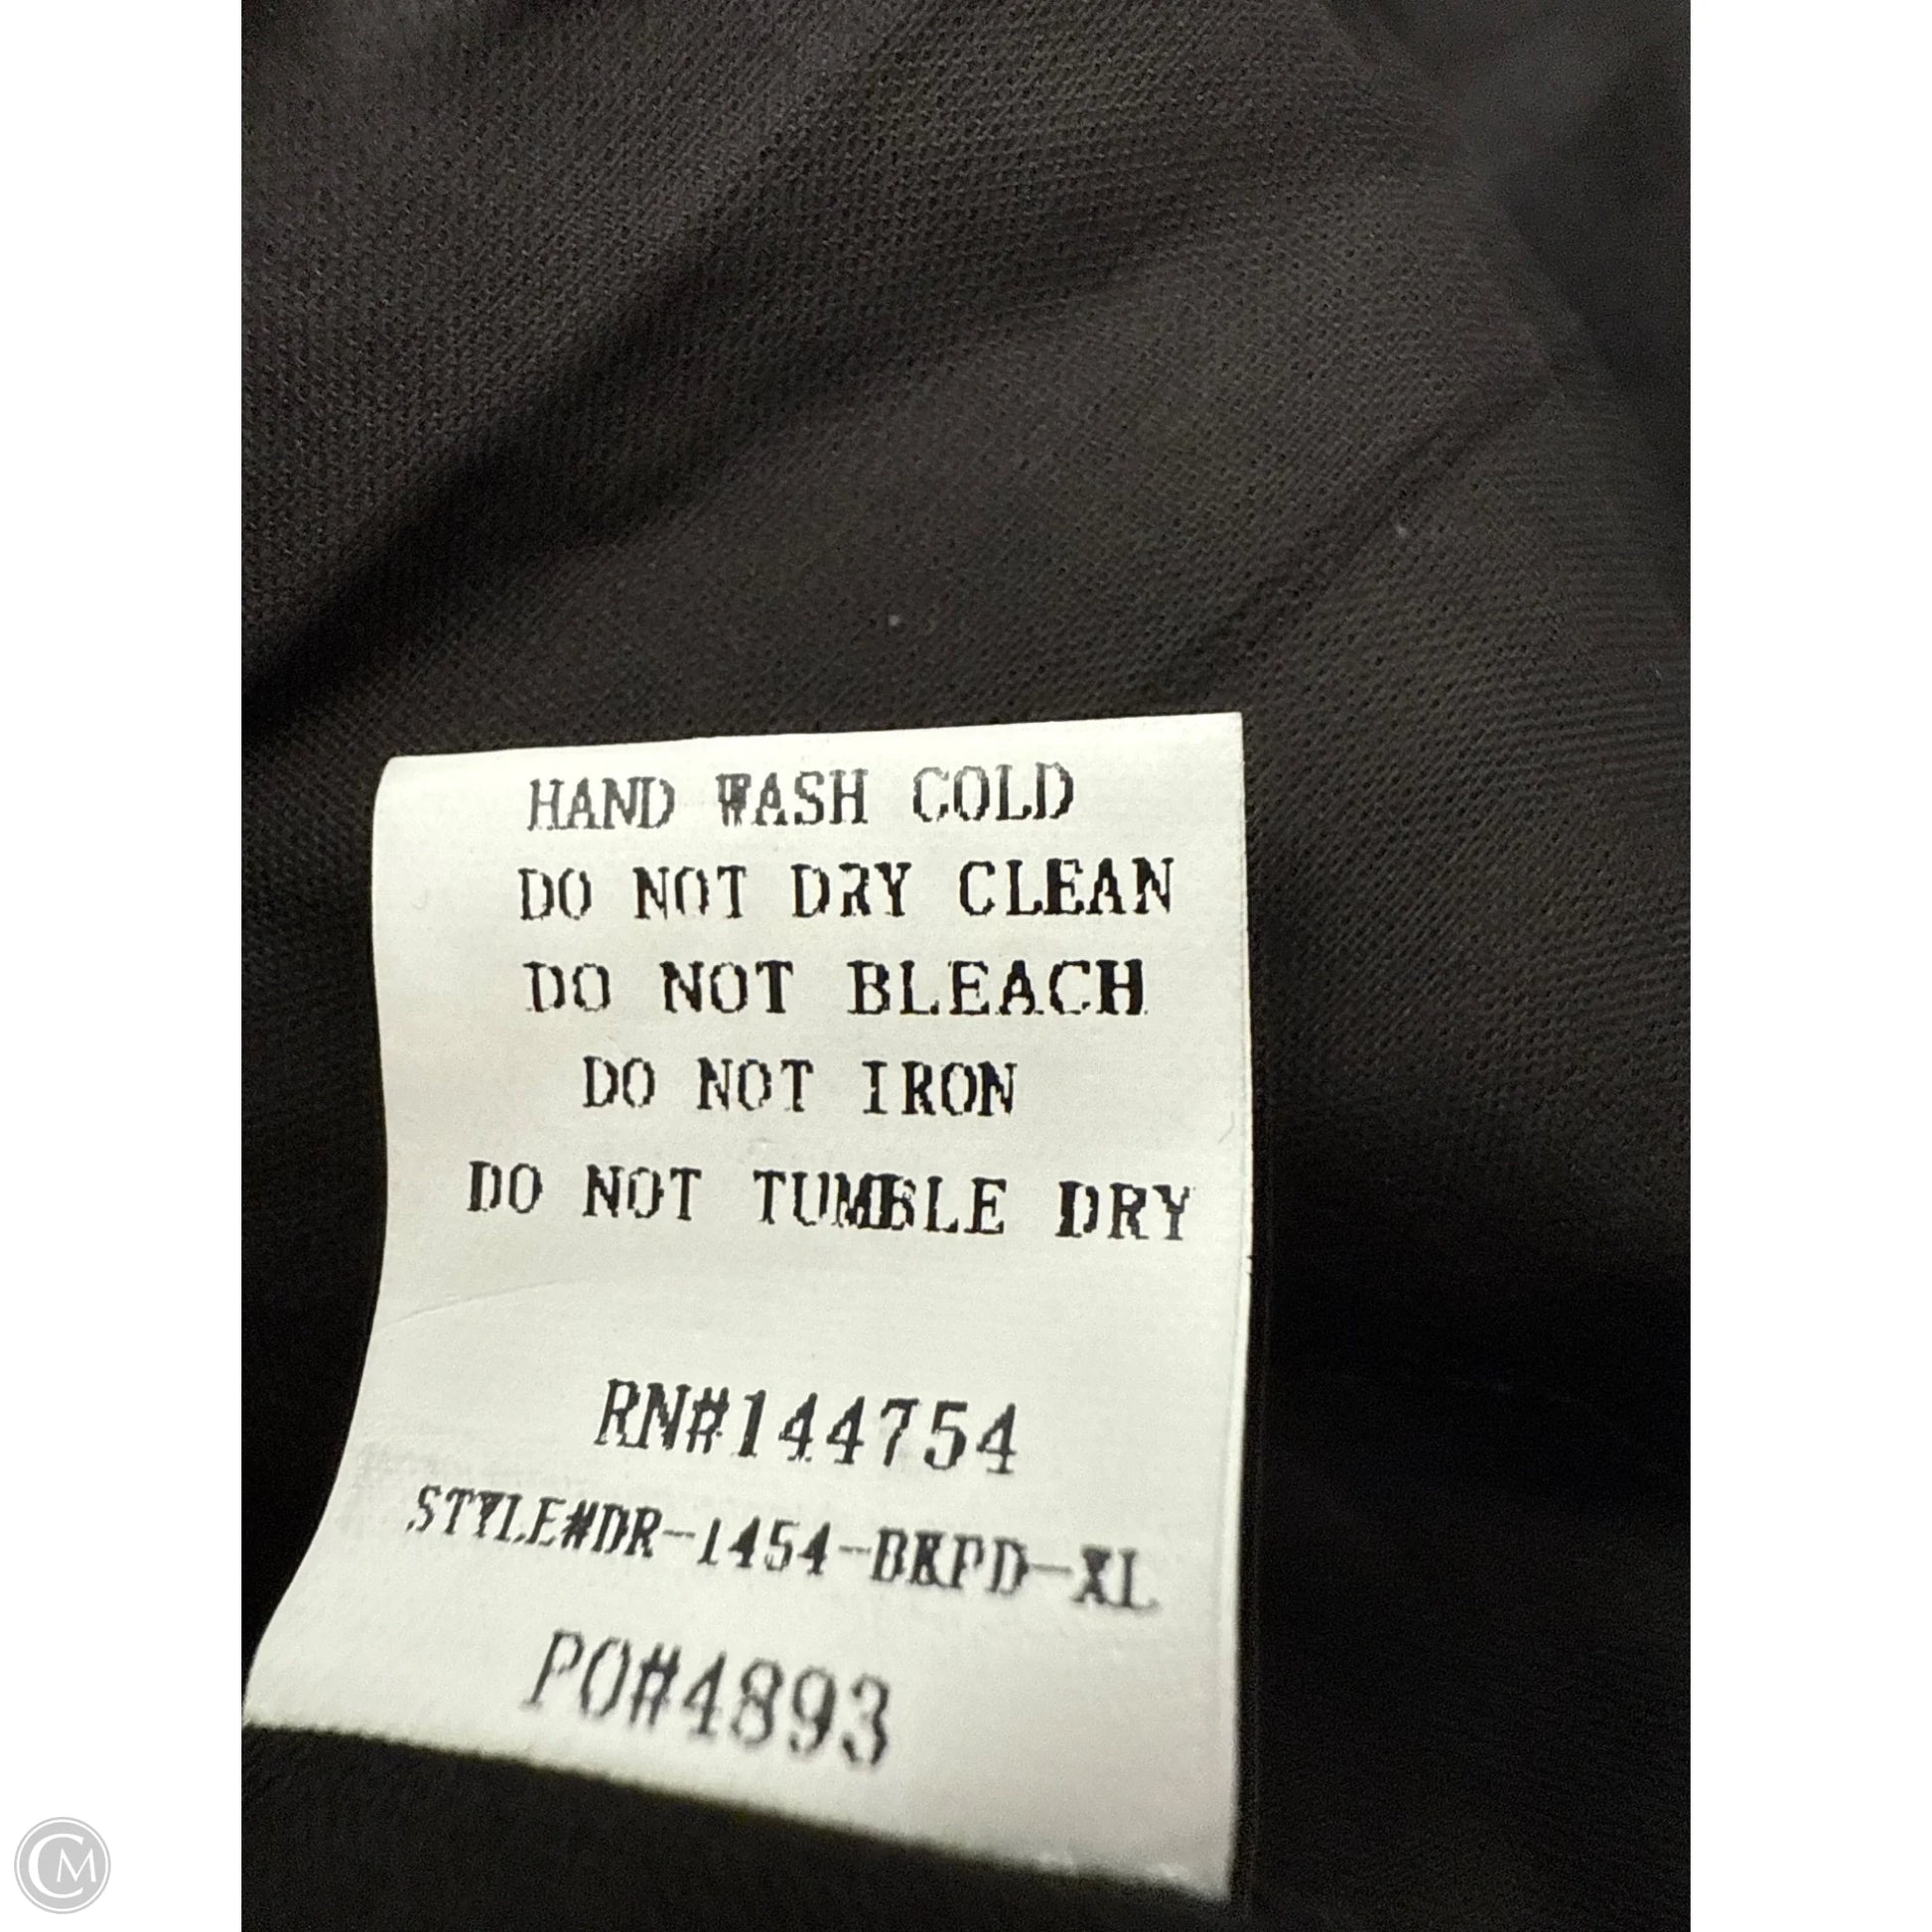 HAND WASH COLD
DO NOT DRY CLEAN
DO NOT BLEACH
DO NOT IRON
DO NOT TUMBLE DRY
RN#144754
STYLE#DR-1454-BKPD-XL
PO#4893
CM